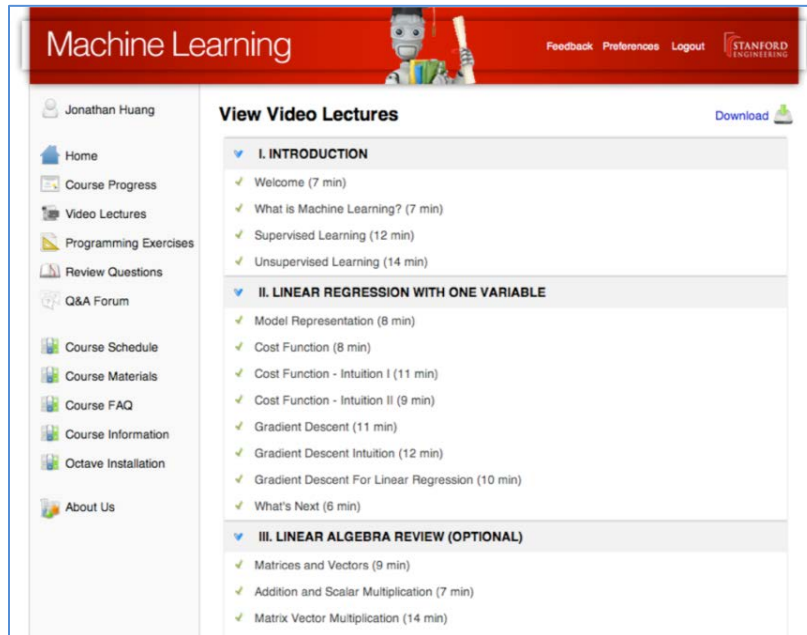 Machine Learning
Feedback Preferences Logout
STANFORD
ENGINEERING
Jonathan Huang
Home
Course Progress
Video Lectures
Programming Exercises
Review Questions
Q&A Forum
Course Schedule
Course Materials
Course FAQ
Course Information
Octave Installation
About Us
View Video Lectures
Download
I. INTRODUCTION
Welcome (7 min)
What is Machine Learning? (7 min)
Supervised Learning (12 min)
Unsupervised Learning (14 min)
II. LINEAR REGRESSION WITH ONE VARIABLE
Model Representation (8 min)
Cost Function (8 min)
Cost Function - Intuition I (11 min)
Cost Function - Intuition II (9 min)
Gradient Descent (11 min)
Gradient Descent Intuition (12 min)
Gradient Descent For Linear Regression (10 min)
What's Next (6 min)
III. LINEAR ALGEBRA REVIEW (OPTIONAL)
Matrices and Vectors (9 min)
Addition and Scalar Multiplication (7 min)
Matrix Vector Multiplication (14 min)